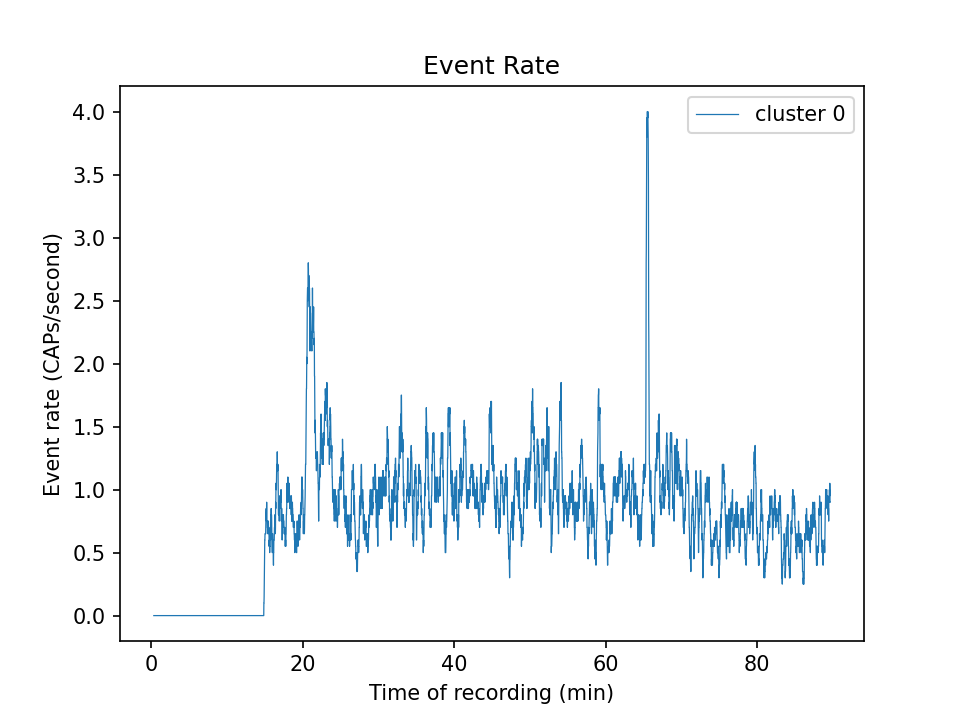 Event Rate
cluster 0
Event rate (CAPs/second)
4.0
3.5
3.0
2.5
2.0
1.5
1.0
0.5
0.0
0 20 40 60 80
Time of recording (min)